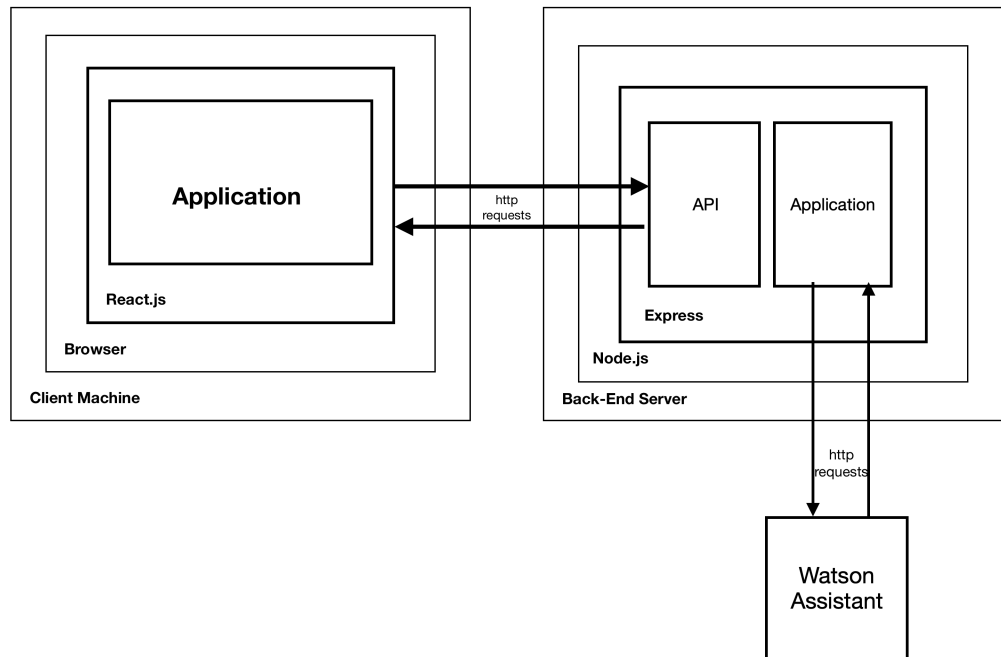 Application
React.js
Browser
Client Machine
http
requests
API
Application
Express
Node.js
Back-End Server
http
requests
Watson
Assistant